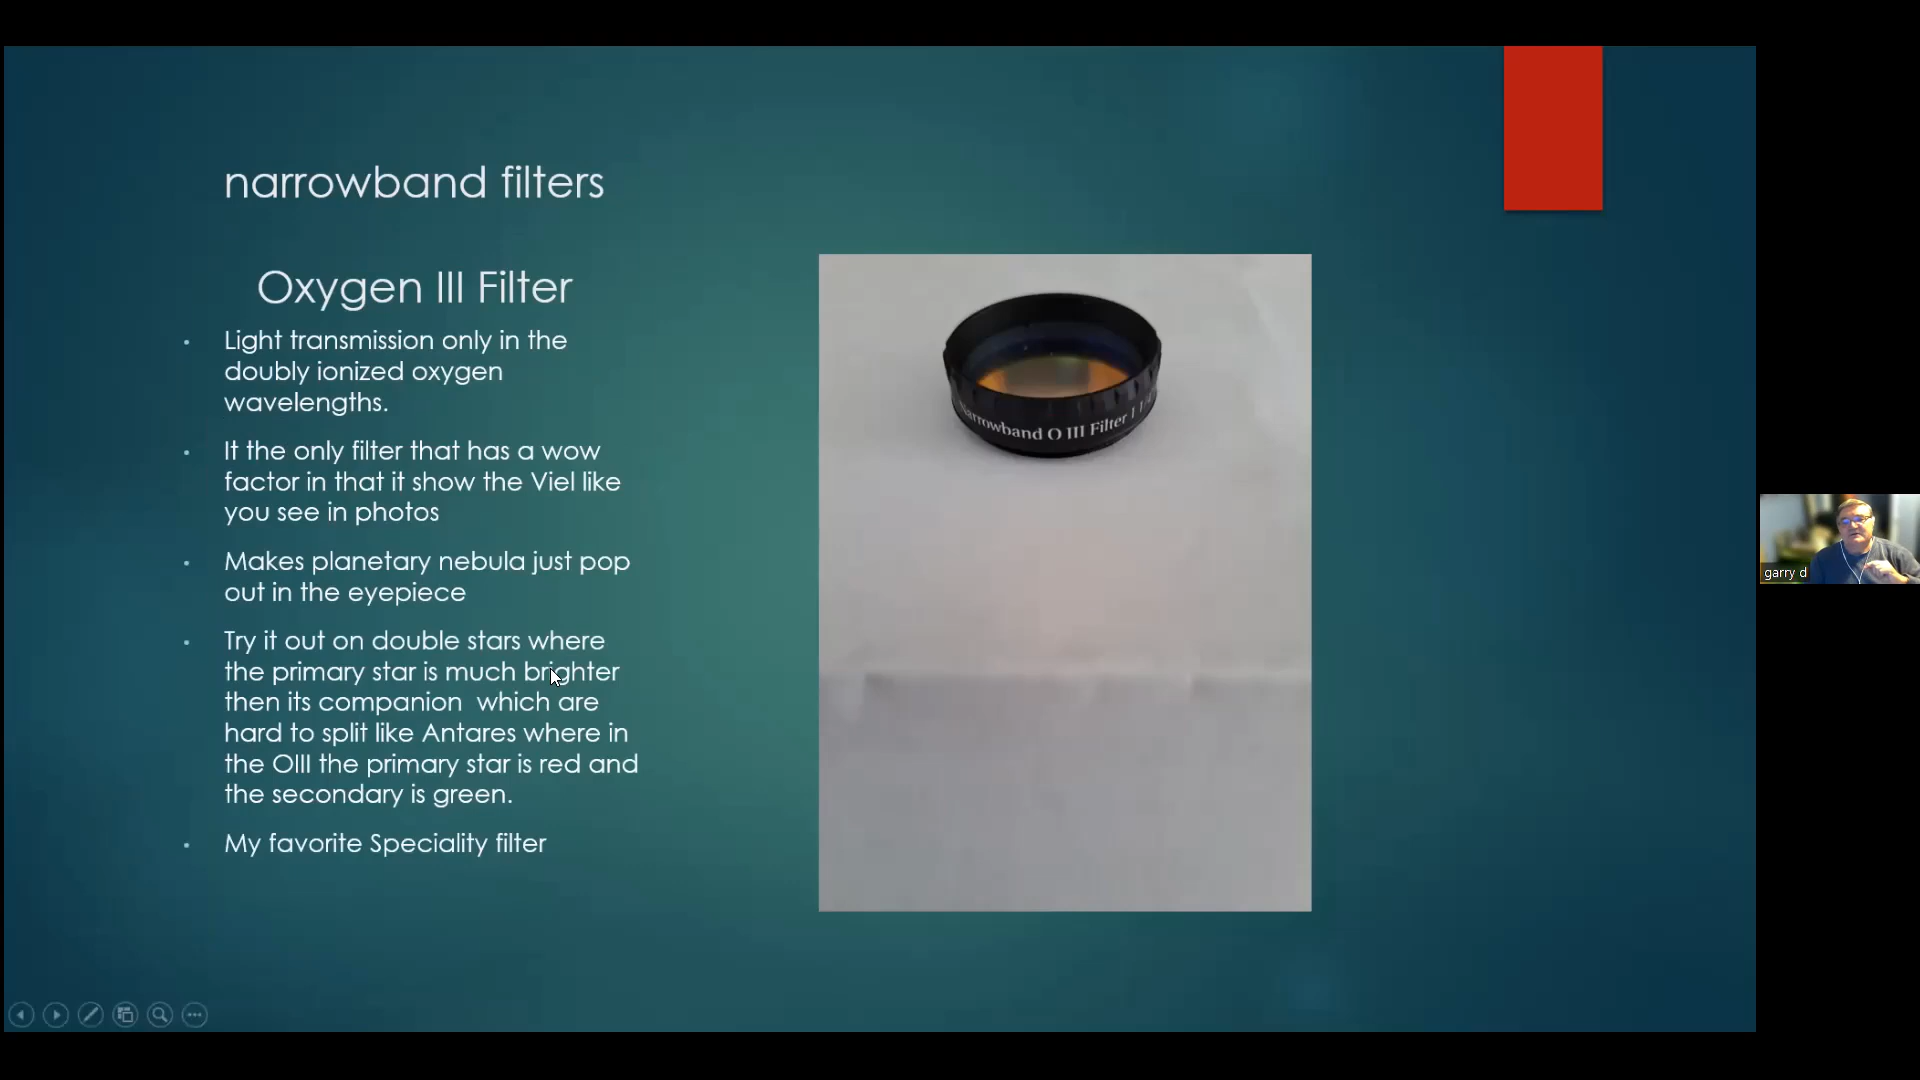 narrowband filters
Oxygen III Filter
Light transmission only in the
doubly ionized oxygen
wavelengths.
It the only filter that has a wow
factor in that it show the Viel like
you see in photos
Makes planetary nebula just pop
out in the eyepiece
Try it out on double stars where
the primary star is much brighter
then its companion  which are
hard to split like Antares where in
the OIII the primary star is red and
the secondary is green.
My favorite Speciality filter
Narrowband O III Filter
garry d